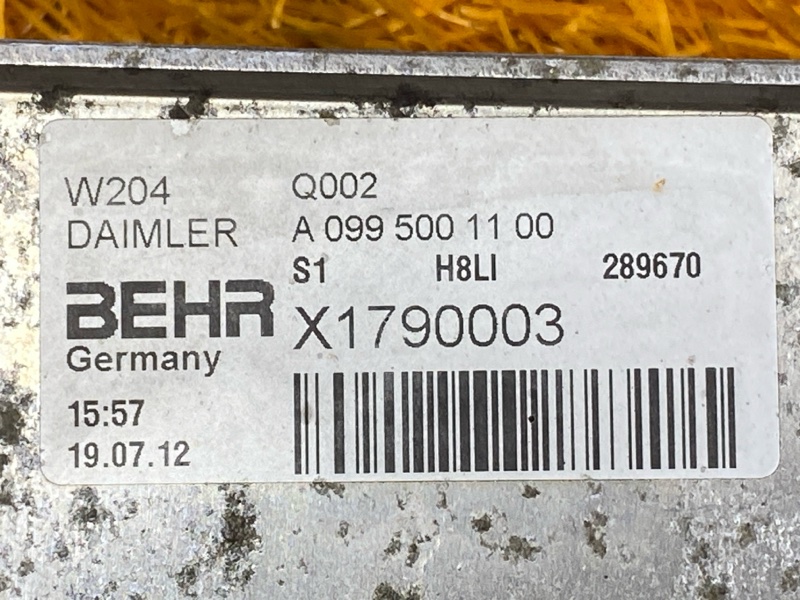 W204 Q002
DAIMLER A 099 500 11 00
S1 H8LI 289670
BEHR X1790003
Germany
15:57
19.07.12